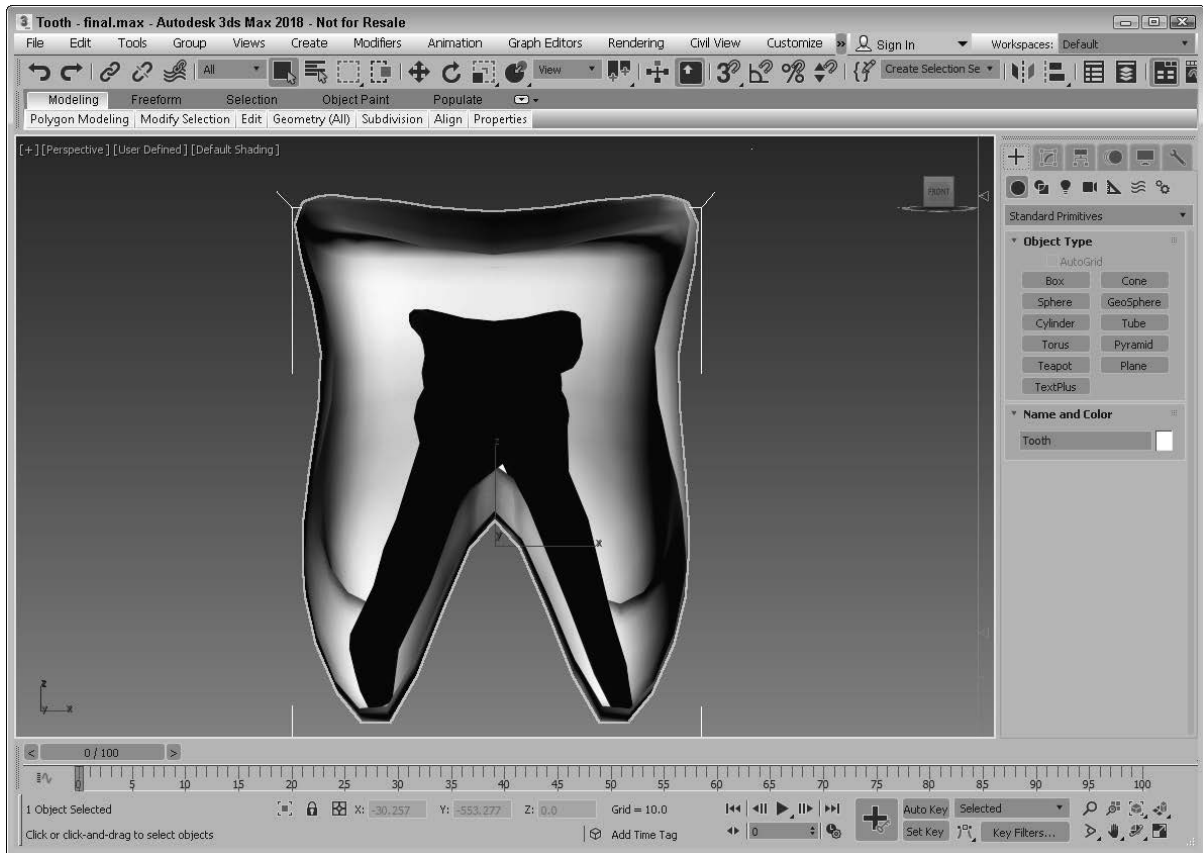 Tooth - final.max - Autodesk 3ds Max 2018 - Not for Resale
File Edit Tools Group Views Create Modifiers Animation Graph Editors Rendering Civil View Customize » Sign In Workspaces: Default
All View Create Selection Se
Modeling Freeform Selection Object Paint Populate
Polygon Modeling Modify Selection Edit Geometry (All) Subdivision Align Properties
[+] [Perspective] [User Defined] [Default Shading]
FRONT
Standard Primitives
Object Type
AutoGrid
Box Cone
Sphere GeoSphere
Cylinder Tube
Torus Pyramid
Teapot Plane
TextPlus
Name and Color
Tooth
z
y x
z
y x
< 0 / 100 >
0 5 10 15 20 25 30 35 40 45 50 55 60 65 70 75 80 85 90 95 100
1 Object Selected X: -30.257 Y: -553.277 Z: 0.0 Grid = 10.0 Auto Key Selected
Click or click-and-drag to select objects Add Time Tag 0 Set Key Key Filters...